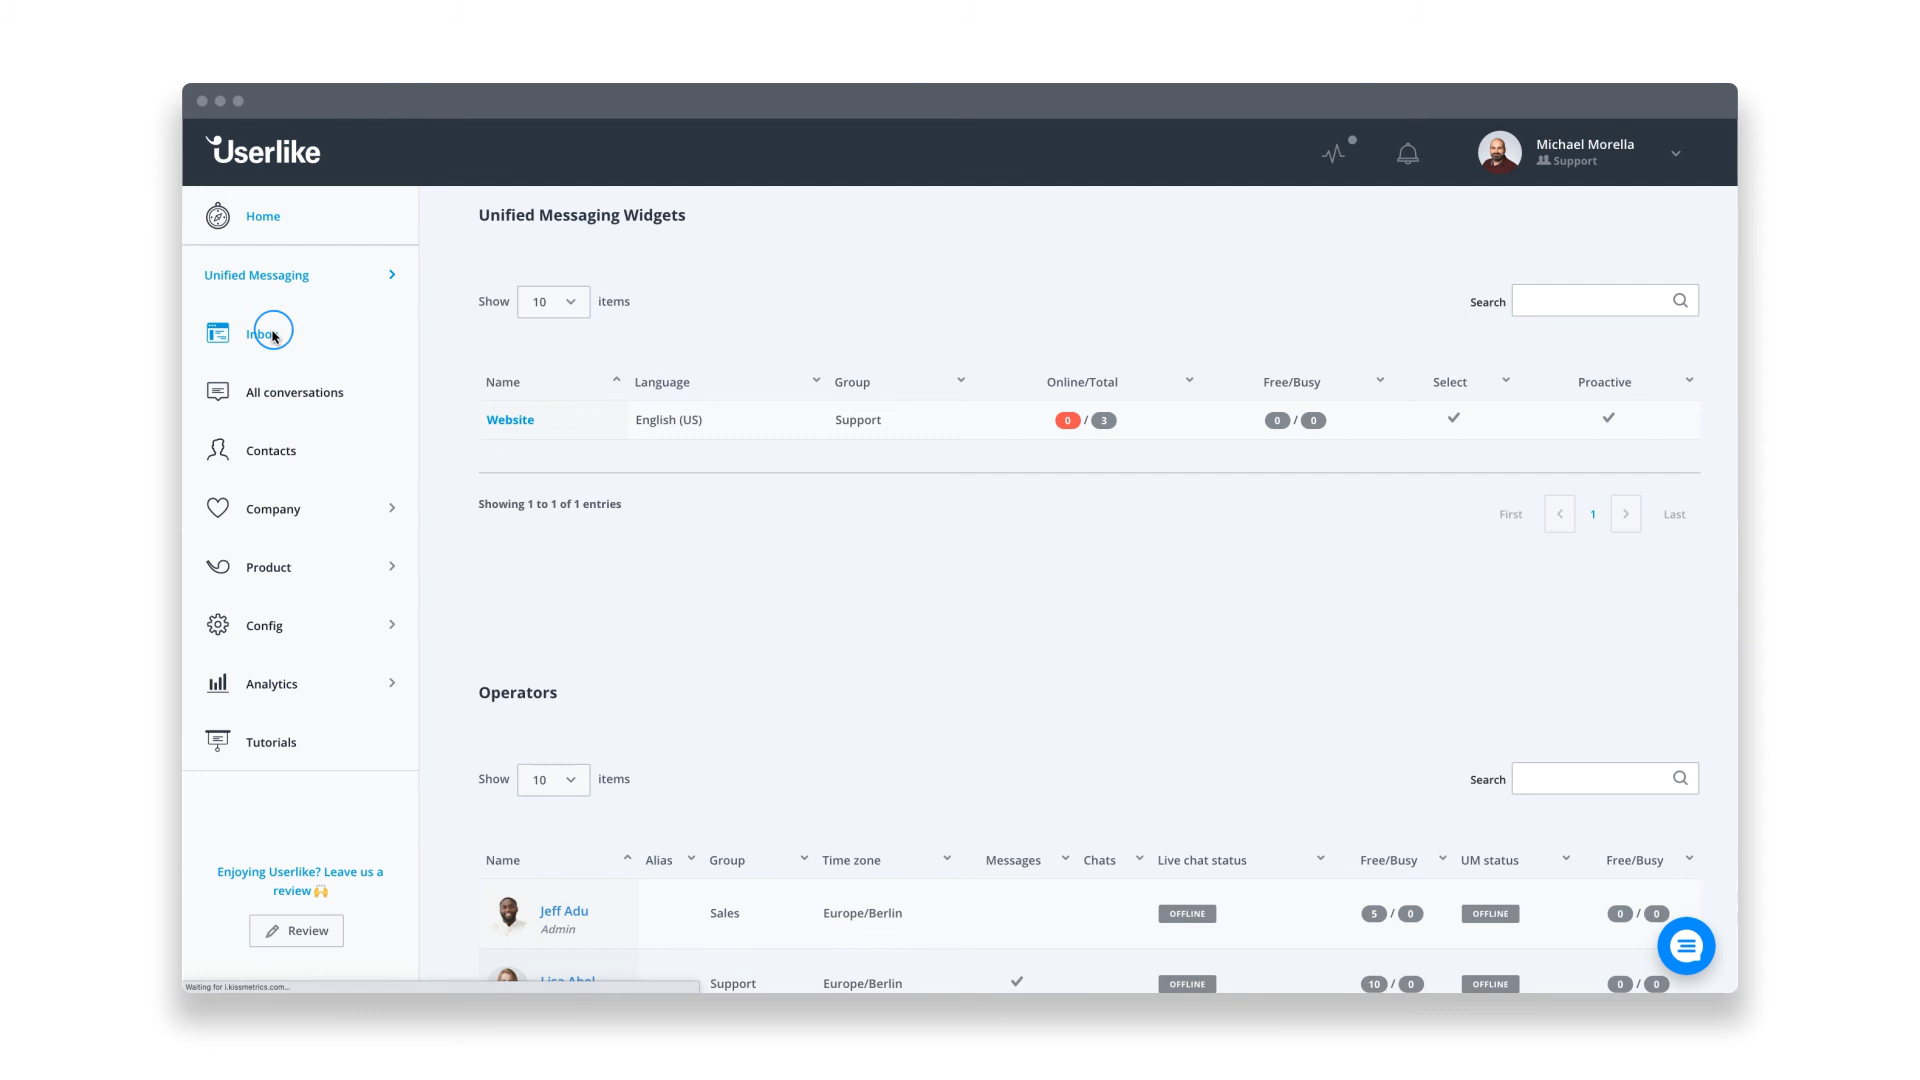 Userlike
Michael Morella
Support
Home
Unified Messaging
Inbox
All conversations
Contacts
Company
Product
Config
Analytics
Tutorials
Enjoying Userlike? Leave us a
review 🙌
Review
Waiting for i.kissmetrics.com...
Unified Messaging Widgets
Show 10 items
Search
Name Language Group Online/Total Free/Busy Select Proactive
Website English (US) Support 0 / 3 0 / 0
Showing 1 to 1 of 1 entries
First 1 Last
Operators
Show 10 items
Search
Name Alias Group Time zone Messages Chats Live chat status Free/Busy UM status Free/Busy
Jeff Adu Sales Europe/Berlin OFFLINE 5 / 0 OFFLINE 0 / 0
Admin
Lisa Abel Support Europe/Berlin OFFLINE 10 / 0 OFFLINE 0 / 0